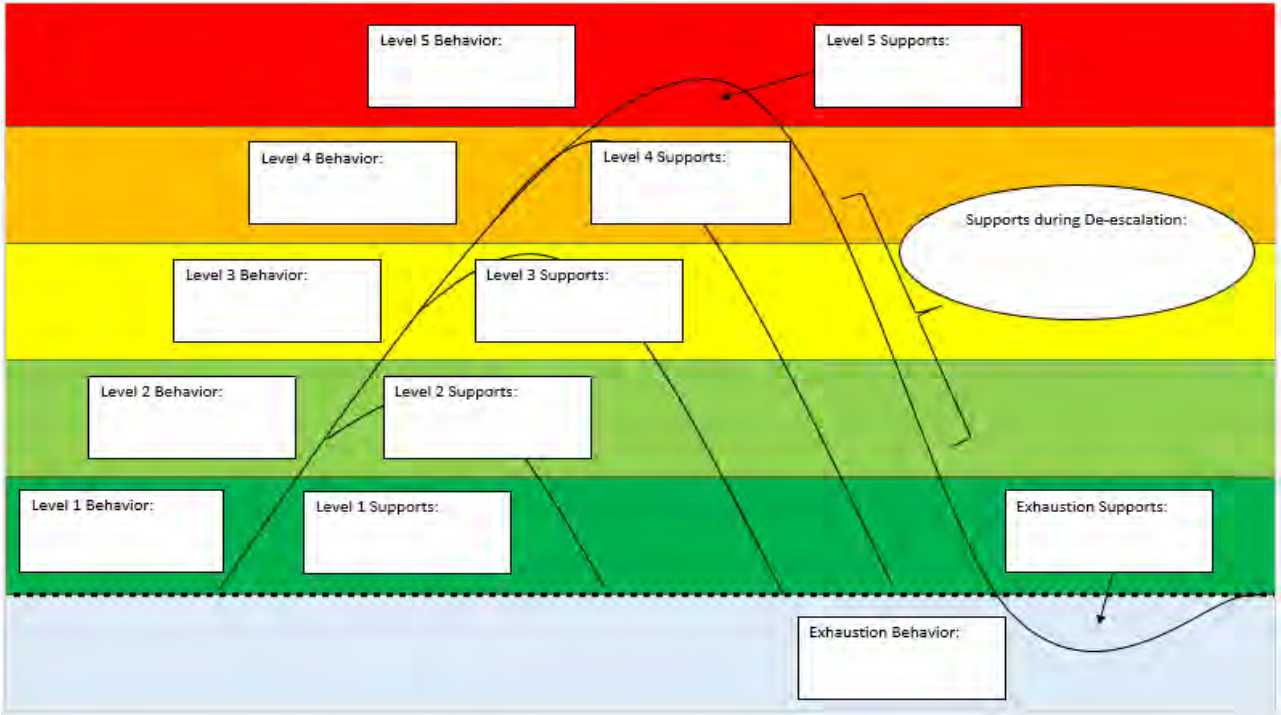 Level 5 Behavior:
Level 5 Supports:
Level 4 Behavior:
Level 4 Supports:
Supports during De-escalation:
Level 3 Behavior:
Level 3 Supports:
Level 2 Behavior:
Level 2 Supports:
Level 1 Behavior:
Level 1 Supports:
Exhaustion Supports:
Exhaustion Behavior: